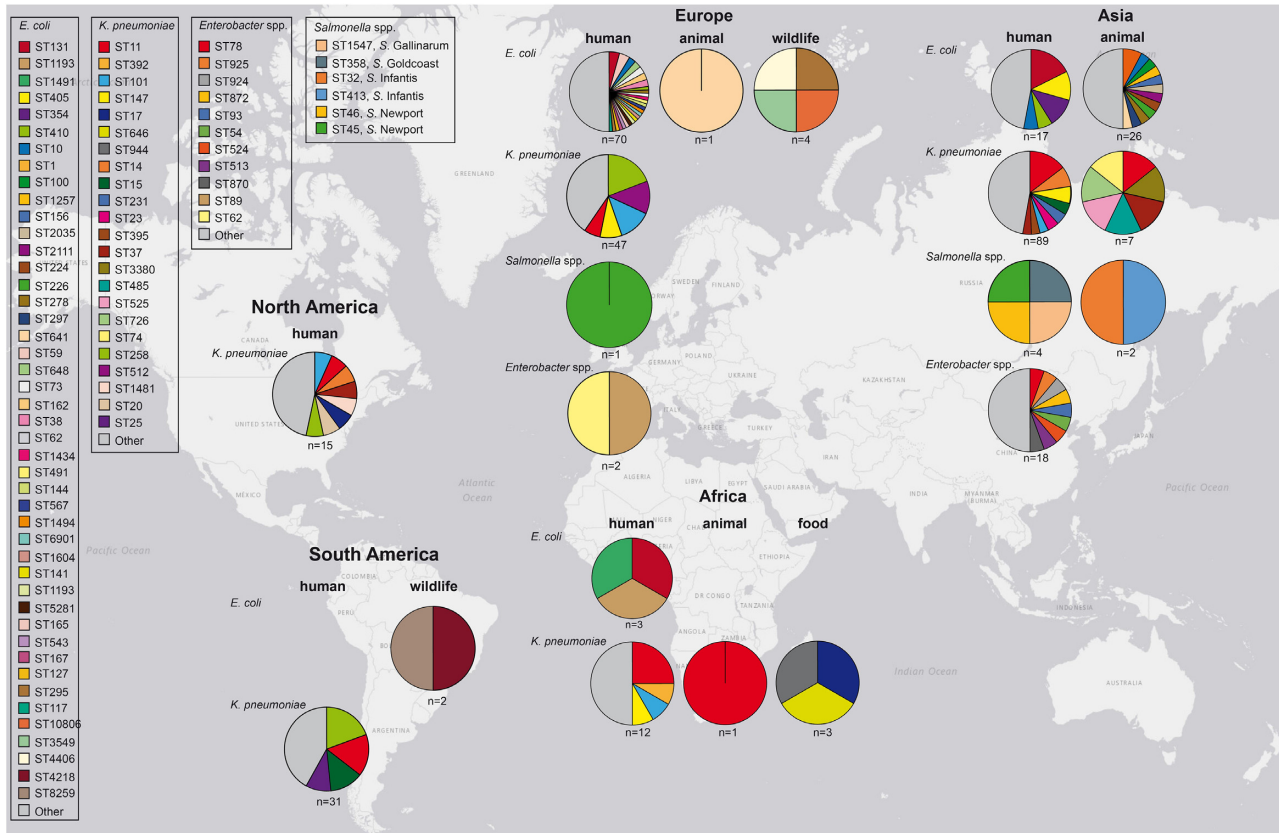 E. coli
ST131
ST1193
ST1491
ST405
ST354
ST410
ST10
ST1
ST100
ST1257
ST156
ST2035
ST2111
ST224
ST226
ST278
ST297
ST641
ST59
ST648
ST73
ST162
ST38
ST62
ST1434
ST491
ST144
ST567
ST1494
ST6901
ST1604
ST141
ST1193
ST5281
ST165
ST543
ST167
ST127
ST295
ST117
ST10806
ST3549
ST4406
ST4218
ST8259
Other
K. pneumoniae
ST11
ST392
ST101
ST147
ST17
ST646
ST944
ST14
ST15
ST231
ST23
ST395
ST37
ST3380
ST485
ST525
ST726
ST74
ST258
ST512
ST1481
ST20
ST25
Other
Enterobacter spp.
ST78
ST925
ST924
ST872
ST93
ST54
ST524
ST513
ST870
ST89
ST62
Other
Salmonella spp.
ST1547, S. Gallinarum
ST358, S. Goldcoast
ST32, S. Infantis
ST413, S. Infantis
ST46, S. Newport
ST45, S. Newport
North America
human
K. pneumoniae
n=15
South America
human wildlife
E. coli
n=2
K. pneumoniae
n=31
Europe
human animal wildlife
E. coli
n=70 n=1 n=4
K. pneumoniae
n=47
Salmonella spp.
n=1
Enterobacter spp.
n=2
Africa
human animal food
E. coli
n=3
K. pneumoniae
n=12 n=1 n=3
Asia
human animal
E. coli
n=17 n=26
K. pneumoniae
n=89 n=7
Salmonella spp.
n=4 n=2
Enterobacter spp.
n=18
GREENLAND
CANADA
UNITED STATES
MÉXICO
Atlantic
Ocean
Pacific Ocean
COLOMBIA
PERÚ
ARGENTINA
SWEDEN
FINLAND
NORWAY
GERMANY
POLAND
UKRAINE
ITALY
GREECE
TURKEY
KAZAKHSTAN
RUSSIA
CHINA
JAPAN
IRAN
SAUDI ARABIA
INDIA
MYANMAR
(BURMA)
Pacific Ocean
ALGERIA
LIBYA
EGYPT
NIGER
ETHIOPIA
DR CONGO
TANZANIA
ANGOLA
ZAMBIA
Indian Ocean
INDONESIA
AUSTRALIA